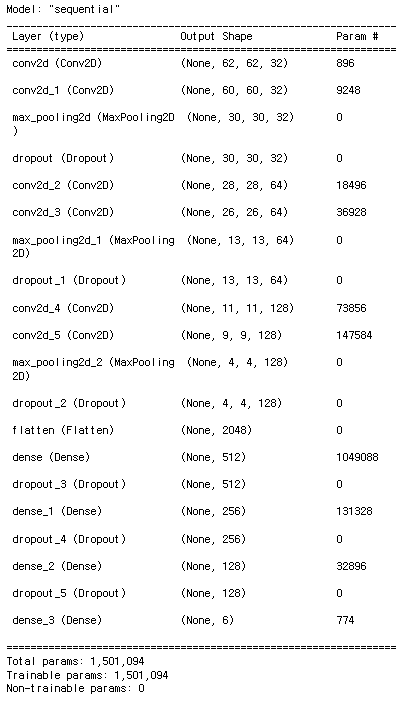 Model: "sequential"
_________________________________________________________________
Layer (type) Output Shape Param #
=================================================================
conv2d (Conv2D) (None, 62, 62, 32) 896
conv2d_1 (Conv2D) (None, 60, 60, 32) 9248
max_pooling2d (MaxPooling2D (None, 30, 30, 32) 0
)
dropout (Dropout) (None, 30, 30, 32) 0
conv2d_2 (Conv2D) (None, 28, 28, 64) 18496
conv2d_3 (Conv2D) (None, 26, 26, 64) 36928
max_pooling2d_1 (MaxPooling (None, 13, 13, 64) 0
2D)
dropout_1 (Dropout) (None, 13, 13, 64) 0
conv2d_4 (Conv2D) (None, 11, 11, 128) 73856
conv2d_5 (Conv2D) (None, 9, 9, 128) 147584
max_pooling2d_2 (MaxPooling (None, 4, 4, 128) 0
2D)
dropout_2 (Dropout) (None, 4, 4, 128) 0
flatten (Flatten) (None, 2048) 0
dense (Dense) (None, 512) 1049088
dropout_3 (Dropout) (None, 512) 0
dense_1 (Dense) (None, 256) 131328
dropout_4 (Dropout) (None, 256) 0
dense_2 (Dense) (None, 128) 32896
dropout_5 (Dropout) (None, 128) 0
dense_3 (Dense) (None, 6) 774
=================================================================
Total params: 1,501,094
Trainable params: 1,501,094
Non-trainable params: 0